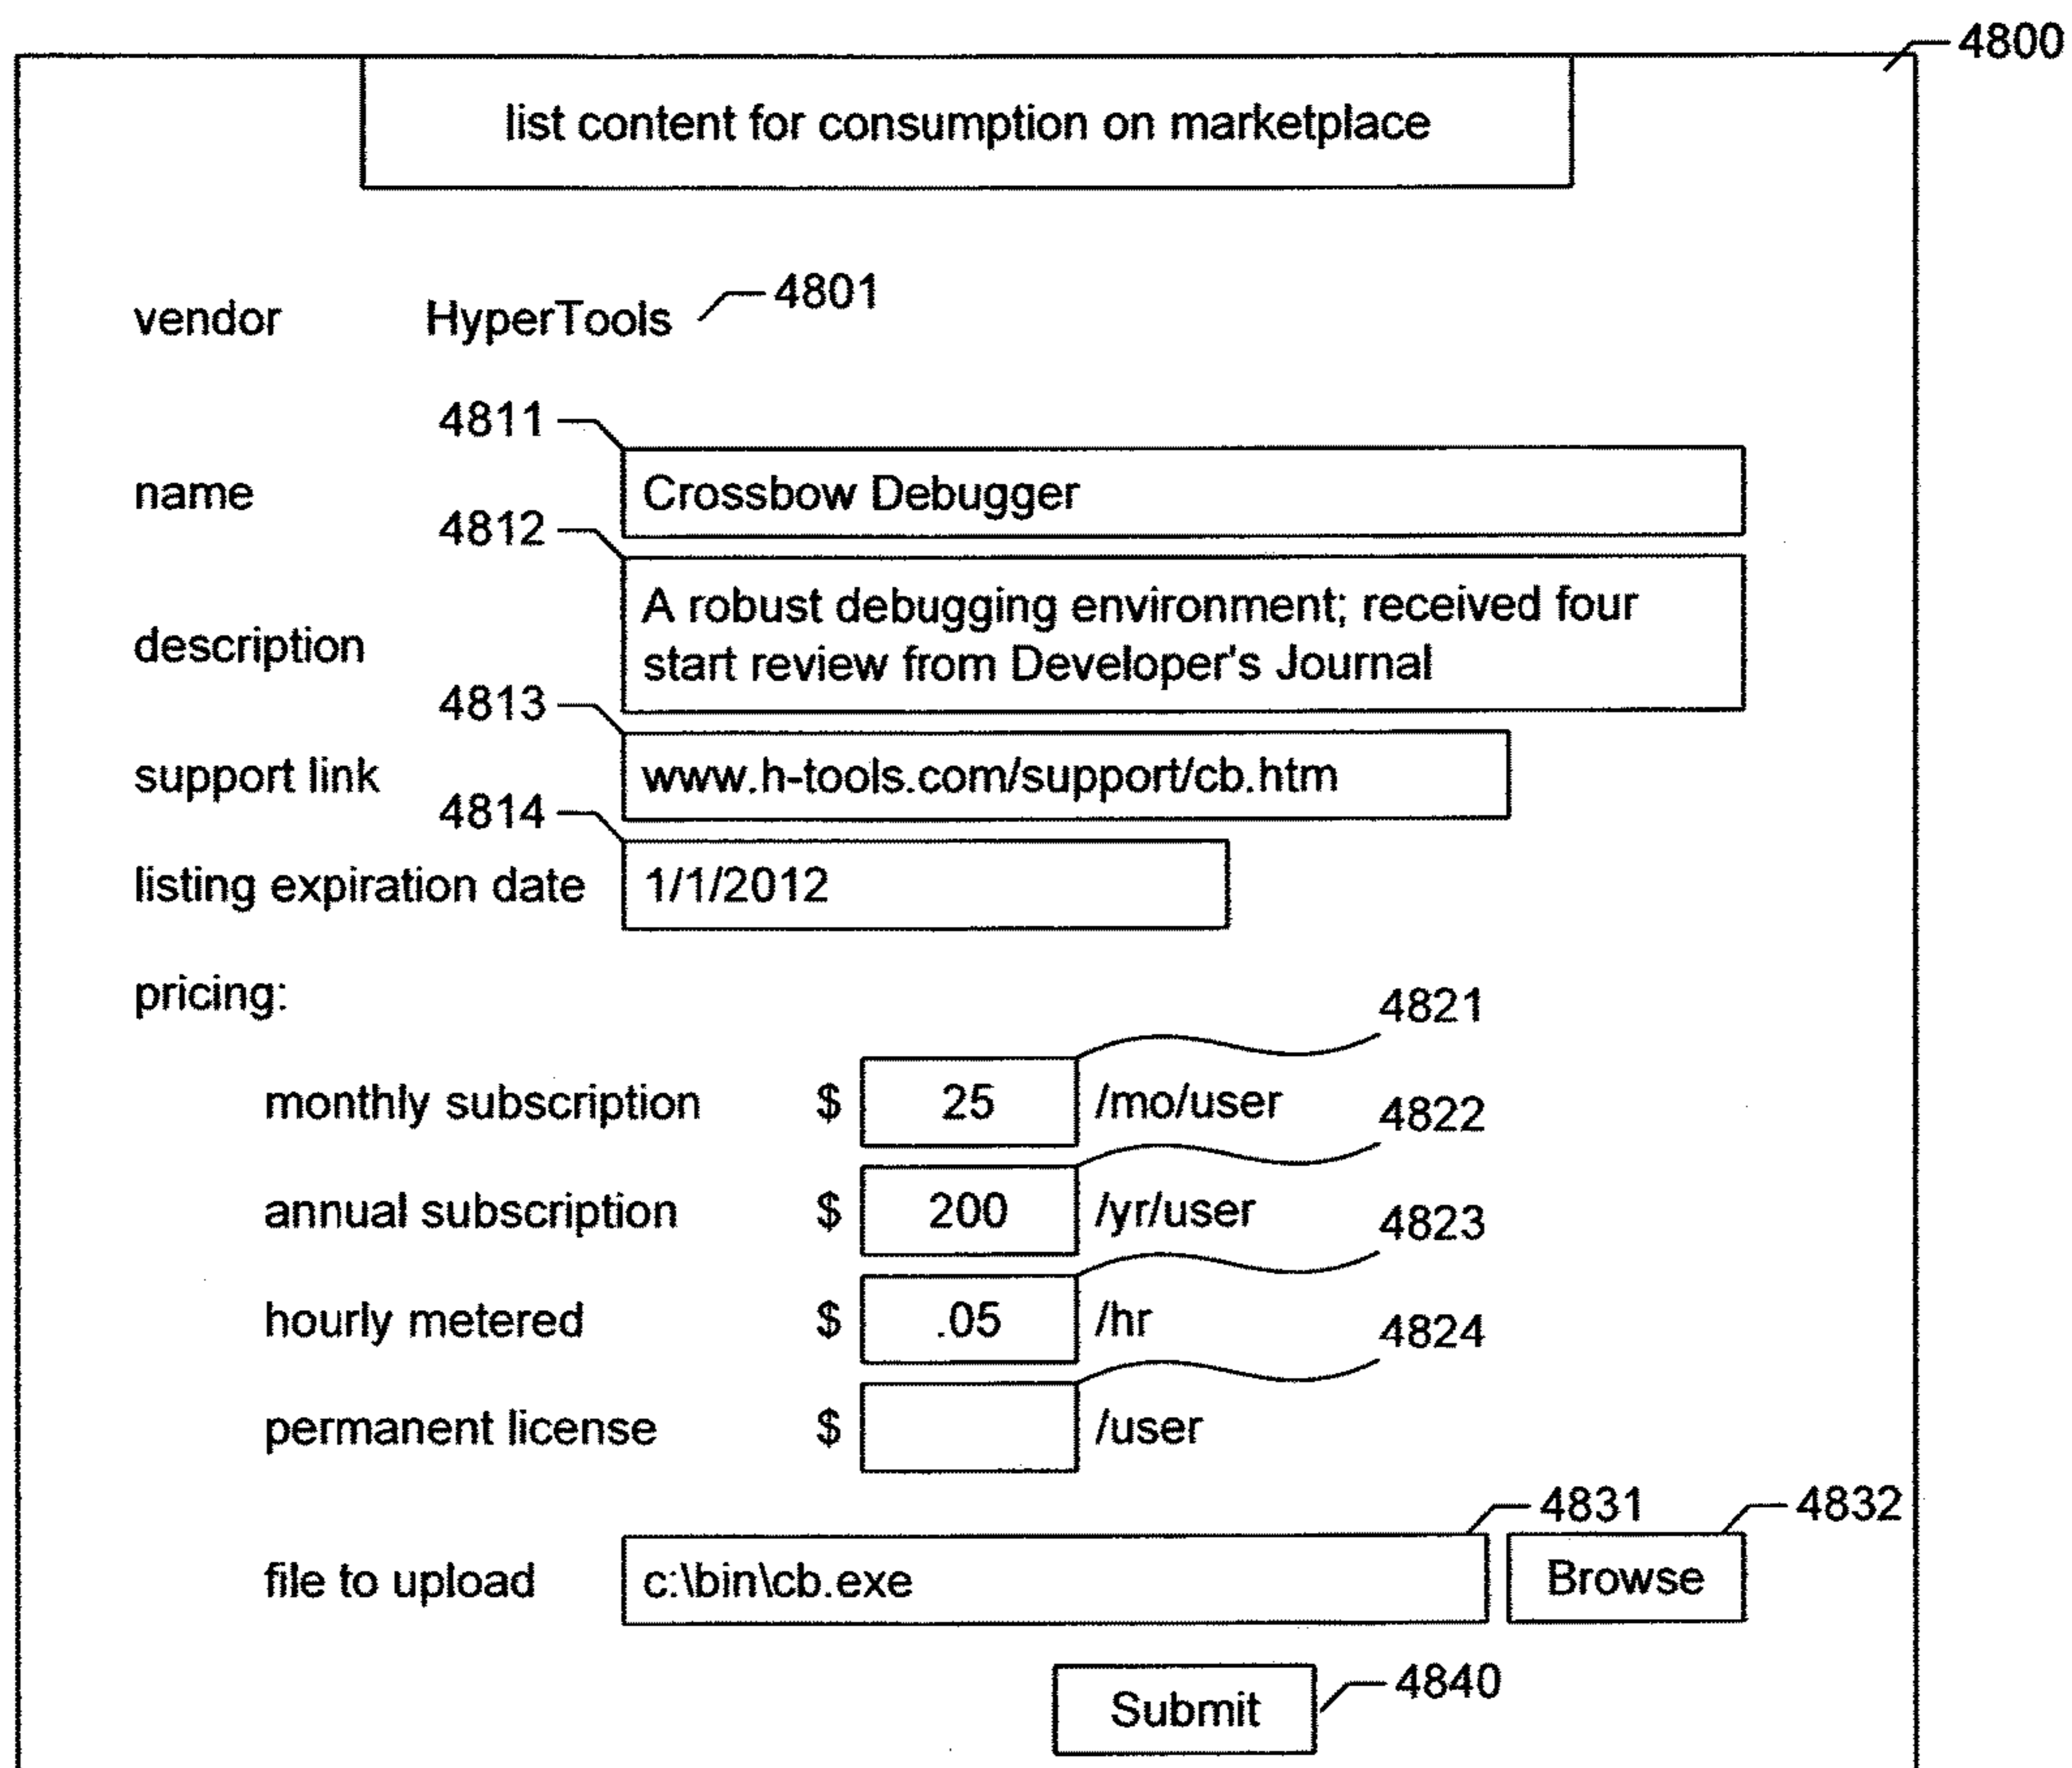 4800
list content for consumption on marketplace
vendor HyperTools 4801
4811
name Crossbow Debugger
4812
A robust debugging environment; received four
description
start review from Developer's Journal
4813
support link www.h-tools.com/support/cb.htm
4814
listing expiration date 1/1/2012
pricing:
4821
monthly subscription $ 25 /mo/user
4822
annual subscription $ 200 /yr/user
4823
hourly metered $ .05 /hr
4824
permanent license $ /user
4831 4832
file to upload c:\bin\cb.exe Browse
Submit 4840